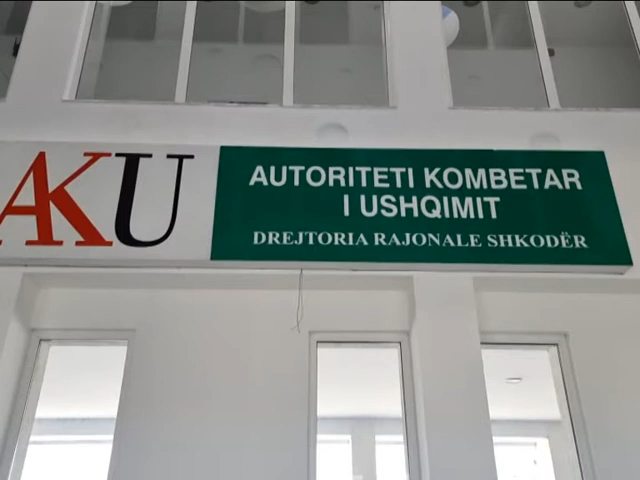 AKU
AUTORITETI KOMBETAR
I USHQIMIT
DREJTORIA RAJONALE SHKODËR